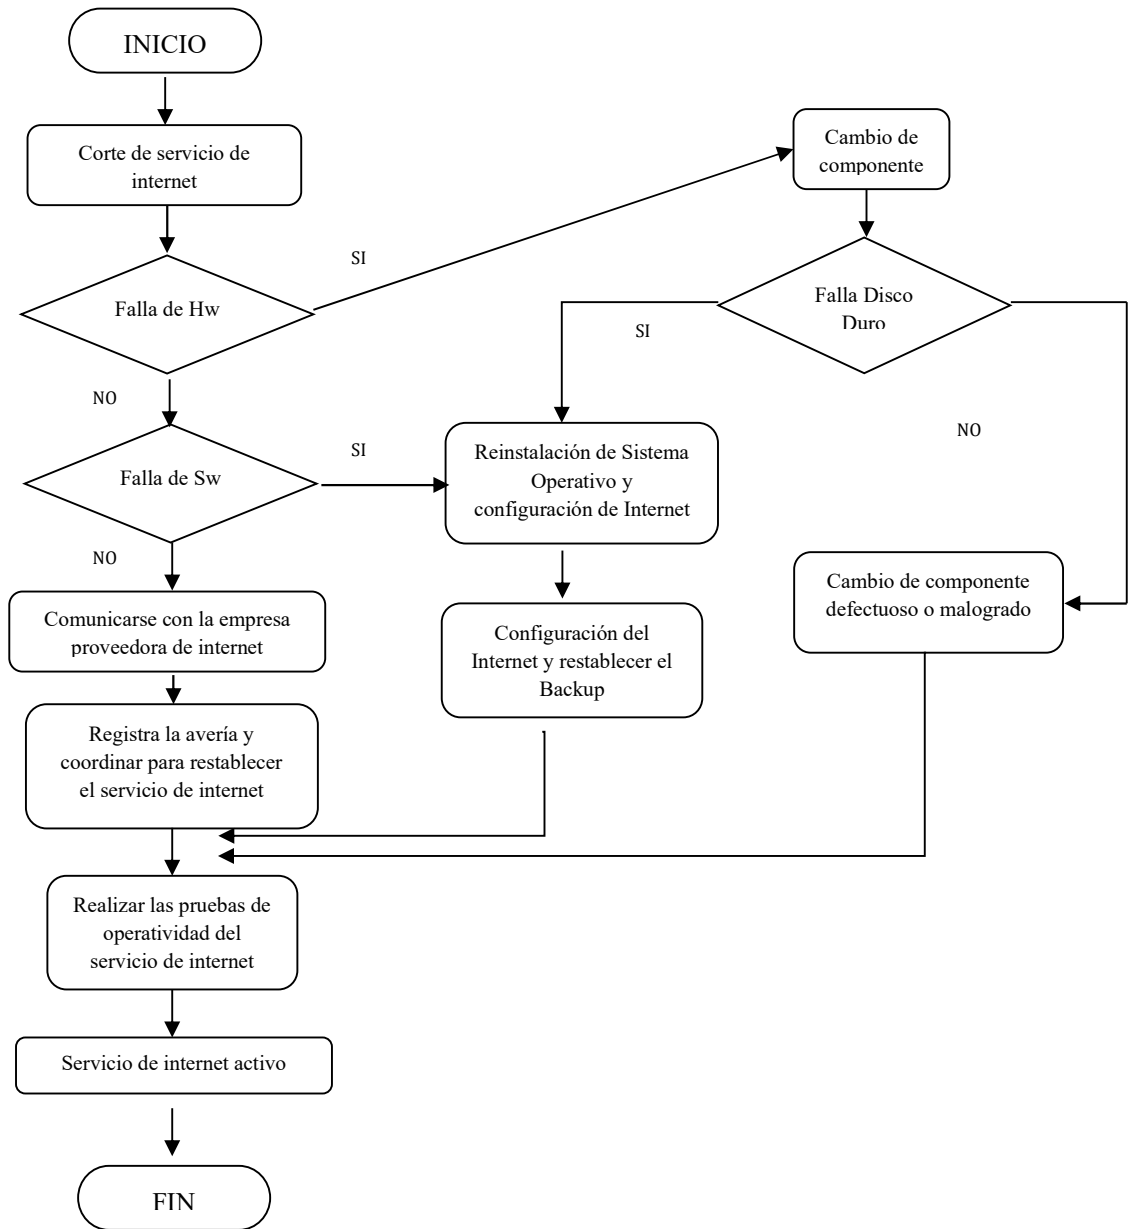 INICIO
Corte de servicio de
internet
Cambio de
componente
SI
Falla de Hw
Falla Disco
Duro
SI
NO
NO
Falla de Sw
SI
Reinstalación de Sistema
Operativo y
configuración de Internet
NO
Comunicarse con la empresa
proveedora de internet
Configuración del
Internet y restablecer el
Backup
Cambio de componente
defectuoso o malogrado
Registra la avería y
coordinar para restablecer
el servicio de internet
Realizar las pruebas de
operatividad del
servicio de internet
Servicio de internet activo
FIN